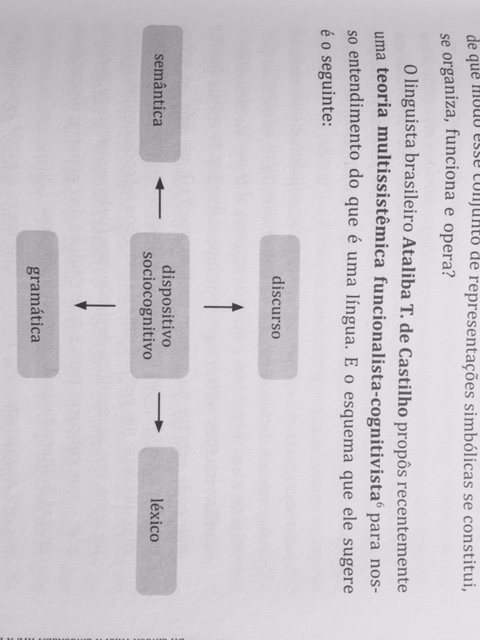 de que modo esse conjunto de representações simbólicas se constitui,
se organiza, funciona e opera?
O linguista brasileiro Ataliba T. de Castilho propôs recentemente
uma teoria multissistêmica funcionalista-cognitivista⁶ para nos-
so entendimento do que é uma língua. E o esquema que ele sugere
é o seguinte:
discurso
semântica
dispositivo
sociocognitivo
léxico
gramática